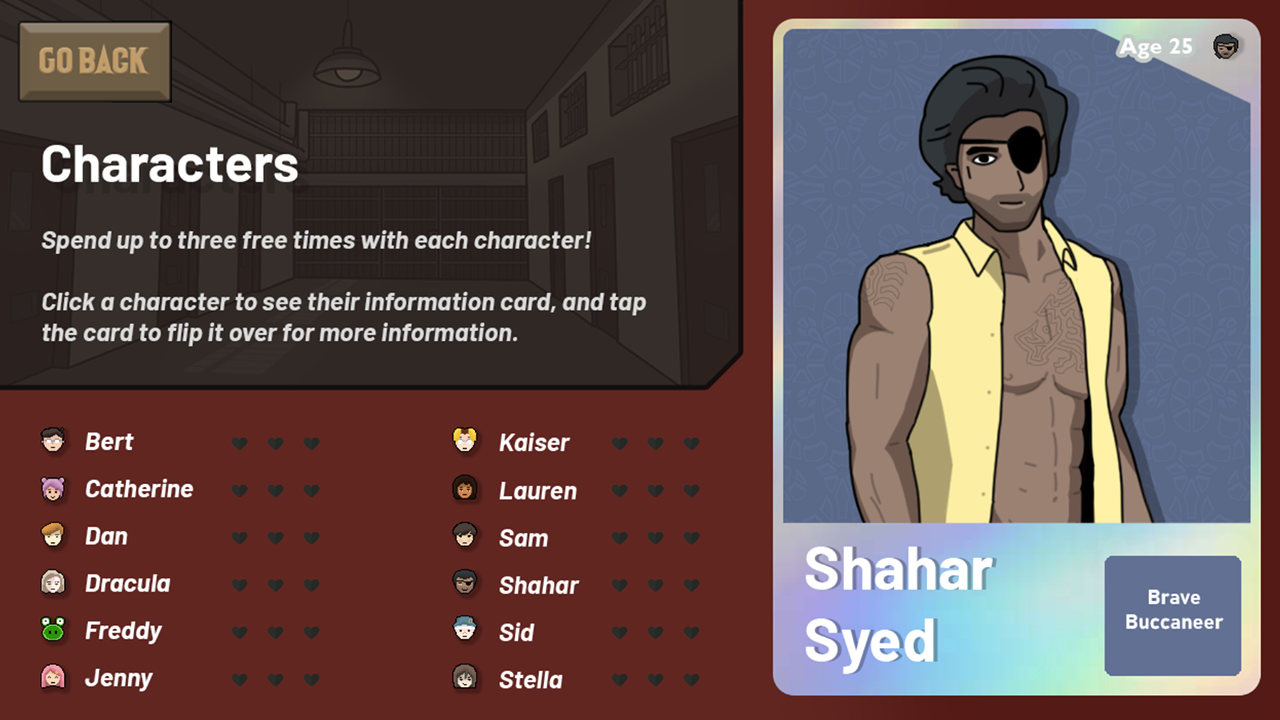 GO BACK
Characters
Spend up to three free times with each character!
Click a character to see their information card, and tap
the card to flip it over for more information.
Bert
Catherine
Dan
Dracula
Freddy
Jenny
Kaiser
Lauren
Sam
Shahar
Sid
Stella
Age 25
Shahar
Syed
Brave
Buccaneer